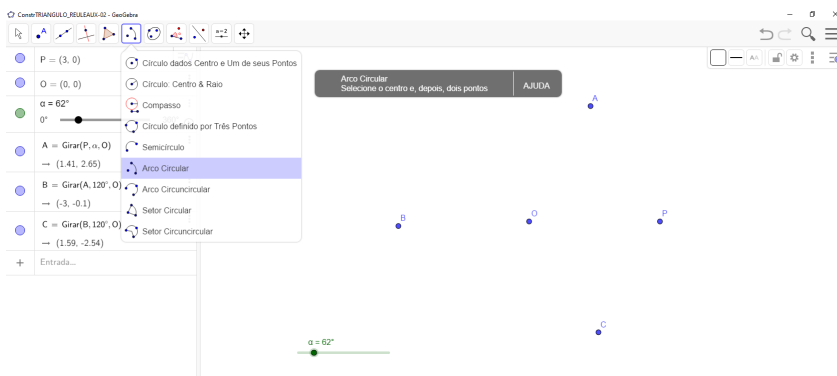 ConstrTRIANGULO_REULEAUX-02 - GeoGebra
a=2
P = (3, 0)
O = (0, 0)
α = 62°
0°
A = Girar(P, α, O)
→ (1.41, 2.65)
B = Girar(A, 120°, O)
→ (-3, -0.1)
C = Girar(B, 120°, O)
→ (1.59, -2.54)
+ Entrada...
Círculo dados Centro e Um de seus Pontos
Círculo: Centro & Raio
Compasso
Círculo definido por Três Pontos
Semicírculo
Arco Circular
Arco Circuncircular
Setor Circular
Setor Circuncircular
Arco Circular
Selecione o centro e, depois, dois pontos
AJUDA
AA
A
B
O
P
C
α = 62°